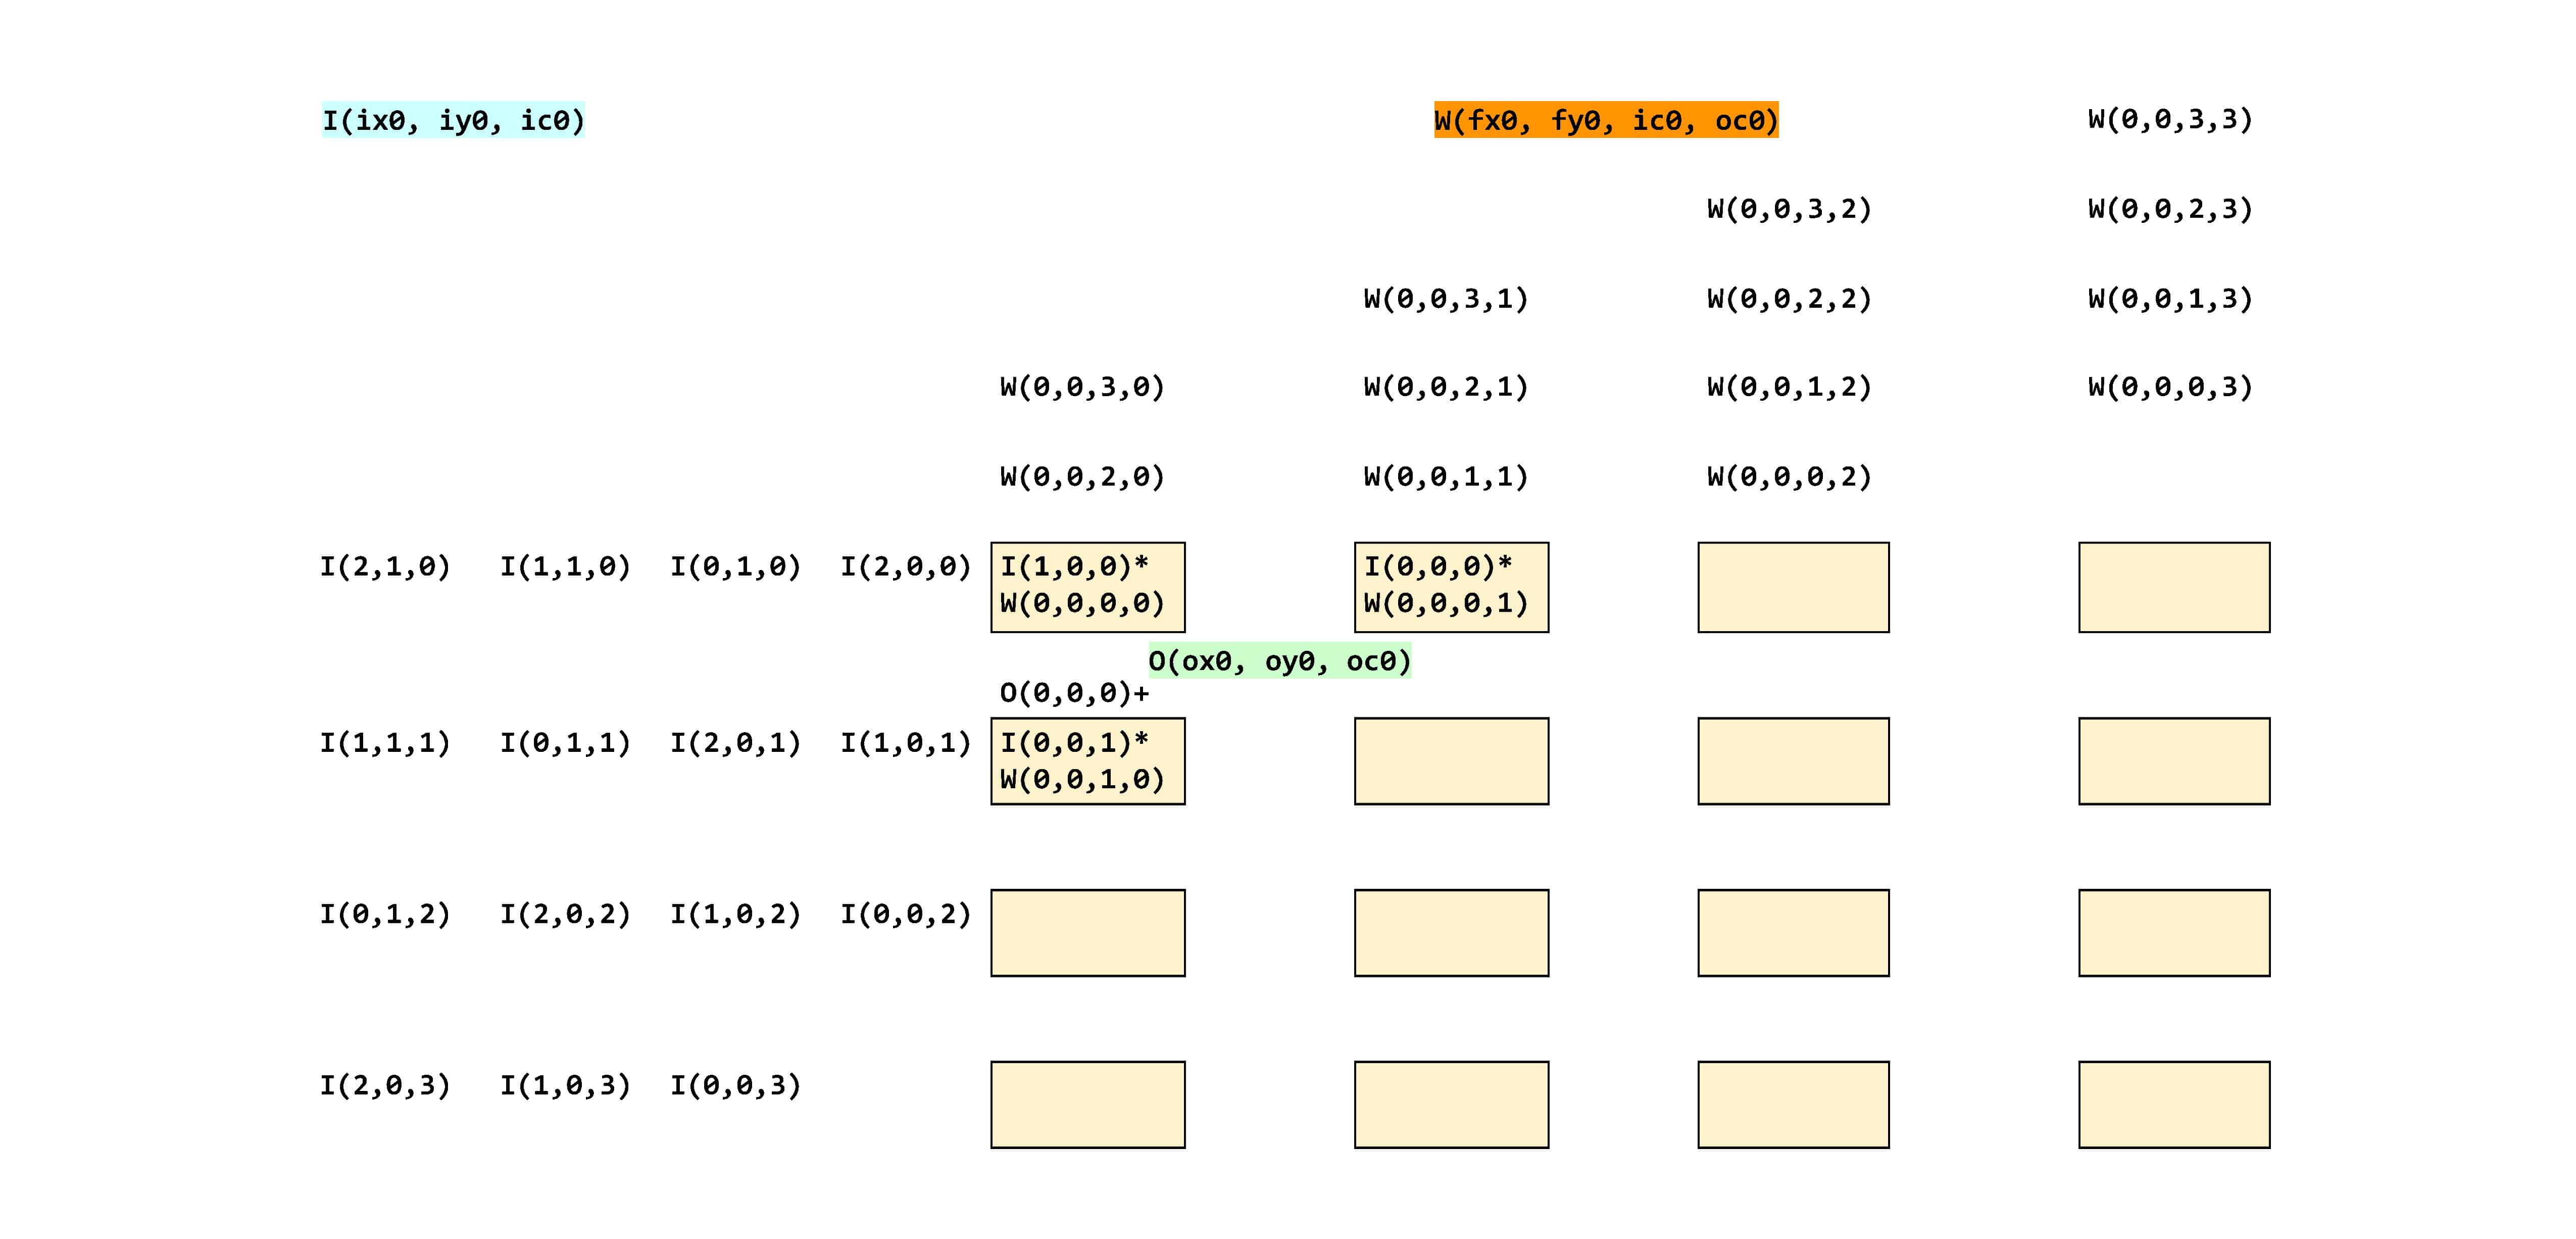 I(ix0, iy0, ic0) W(fx0, fy0, ic0, oc0) W(0,0,3,3)
W(0,0,3,2) W(0,0,2,3)
W(0,0,3,1) W(0,0,2,2) W(0,0,1,3)
W(0,0,3,0) W(0,0,2,1) W(0,0,1,2) W(0,0,0,3)
W(0,0,2,0) W(0,0,1,1) W(0,0,0,2)
I(2,1,0) I(1,1,0) I(0,1,0) I(2,0,0) I(1,0,0)* I(0,0,0)*
W(0,0,0,0) W(0,0,0,1)
O(ox0, oy0, oc0)
O(0,0,0)+
I(1,1,1) I(0,1,1) I(2,0,1) I(1,0,1) I(0,0,1)*
W(0,0,1,0)
I(0,1,2) I(2,0,2) I(1,0,2) I(0,0,2)
I(2,0,3) I(1,0,3) I(0,0,3)